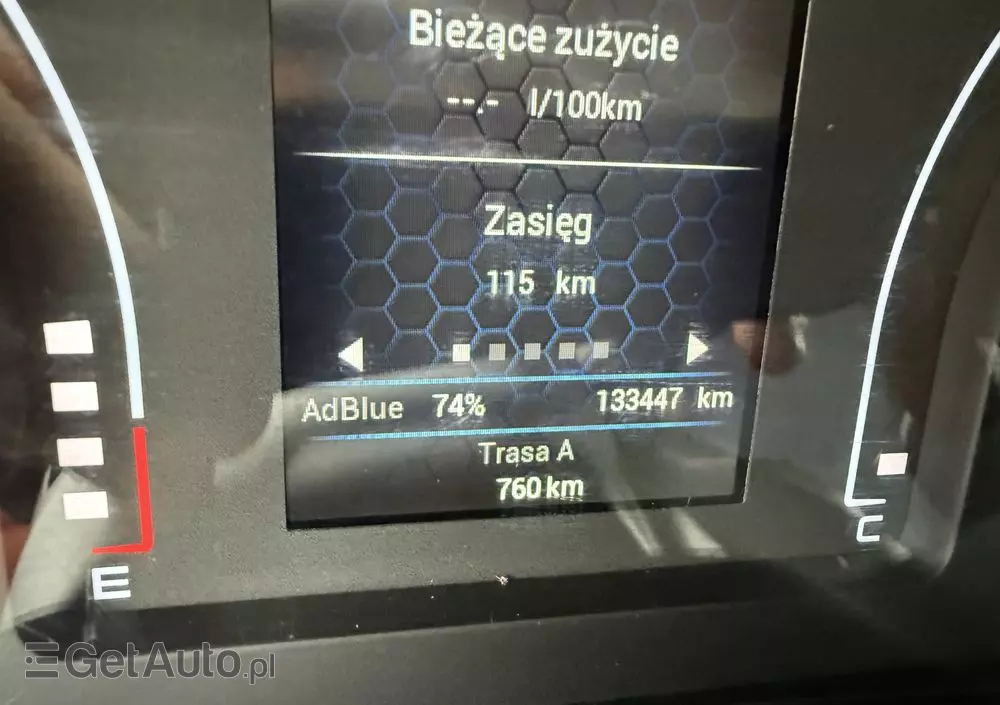 Bieżące zużycie
--.- l/100km
Zasięg
115 km
AdBlue 74% 133447 km
Trasa A
760 km
E
C
GetAuto.pl